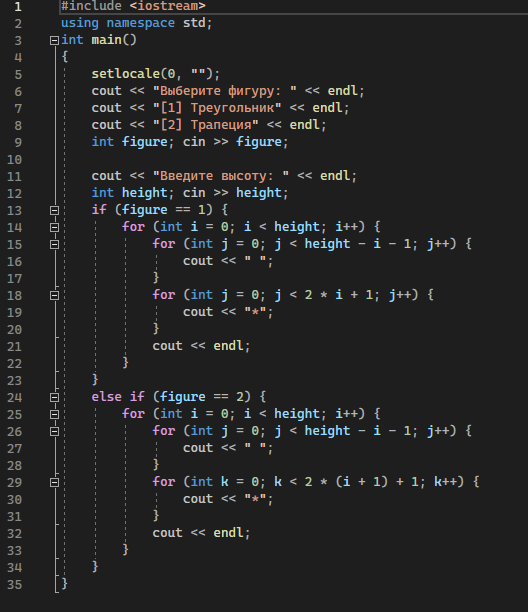 1 #include <iostream>
2 using namespace std;
3 int main()
4 {
5 setlocale(0, "");
6 cout << "Выберите фигуру: " << endl;
7 cout << "[1] Треугольник" << endl;
8 cout << "[2] Трапеция" << endl;
9 int figure; cin >> figure;
10
11 cout << "Введите высоту: " << endl;
12 int height; cin >> height;
13 if (figure == 1) {
14 for (int i = 0; i < height; i++) {
15 for (int j = 0; j < height - i - 1; j++) {
16 cout << " ";
17 }
18 for (int j = 0; j < 2 * i + 1; j++) {
19 cout << "*";
20 }
21 cout << endl;
22 }
23 }
24 else if (figure == 2) {
25 for (int i = 0; i < height; i++) {
26 for (int j = 0; j < height - i - 1; j++) {
27 cout << " ";
28 }
29 for (int k = 0; k < 2 * (i + 1) + 1; k++) {
30 cout << "*";
31 }
32 cout << endl;
33 }
34 }
35 }